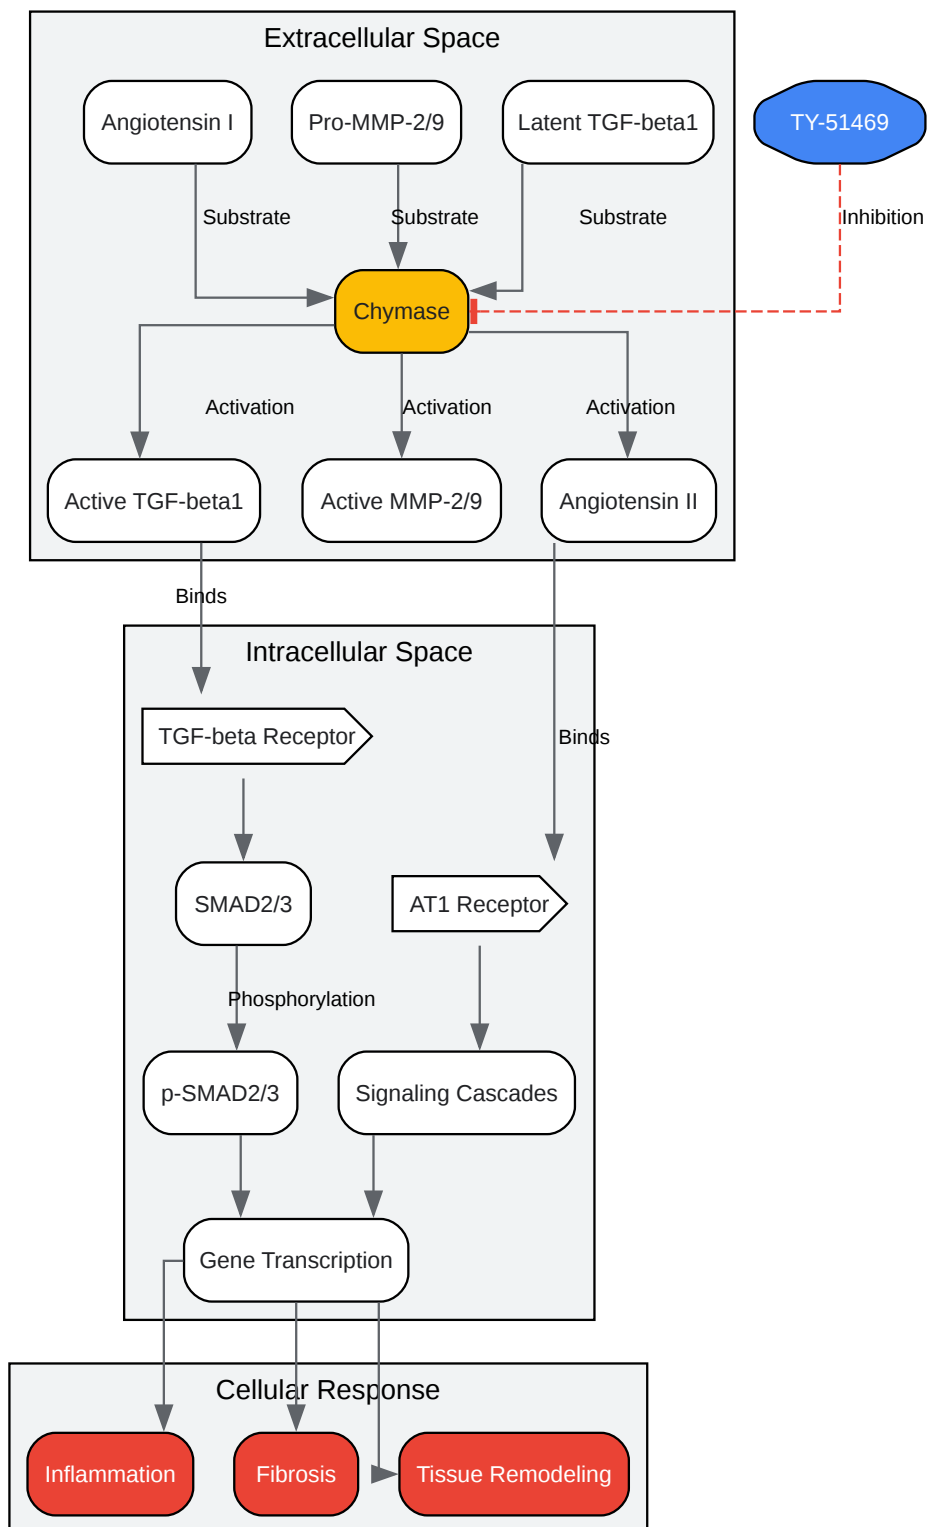 Extracellular Space
Angiotensin I
Pro-MMP-2/9
Latent TGF-beta1
TY-51469
Substrate
Substrate
Substrate
Inhibition
Chymase
Activation
Activation
Activation
Active TGF-beta1
Active MMP-2/9
Angiotensin II
Binds
Intracellular Space
TGF-beta Receptor
Binds
SMAD2/3
AT1 Receptor
Phosphorylation
p-SMAD2/3
Signaling Cascades
Gene Transcription
Cellular Response
Inflammation
Fibrosis
Tissue Remodeling